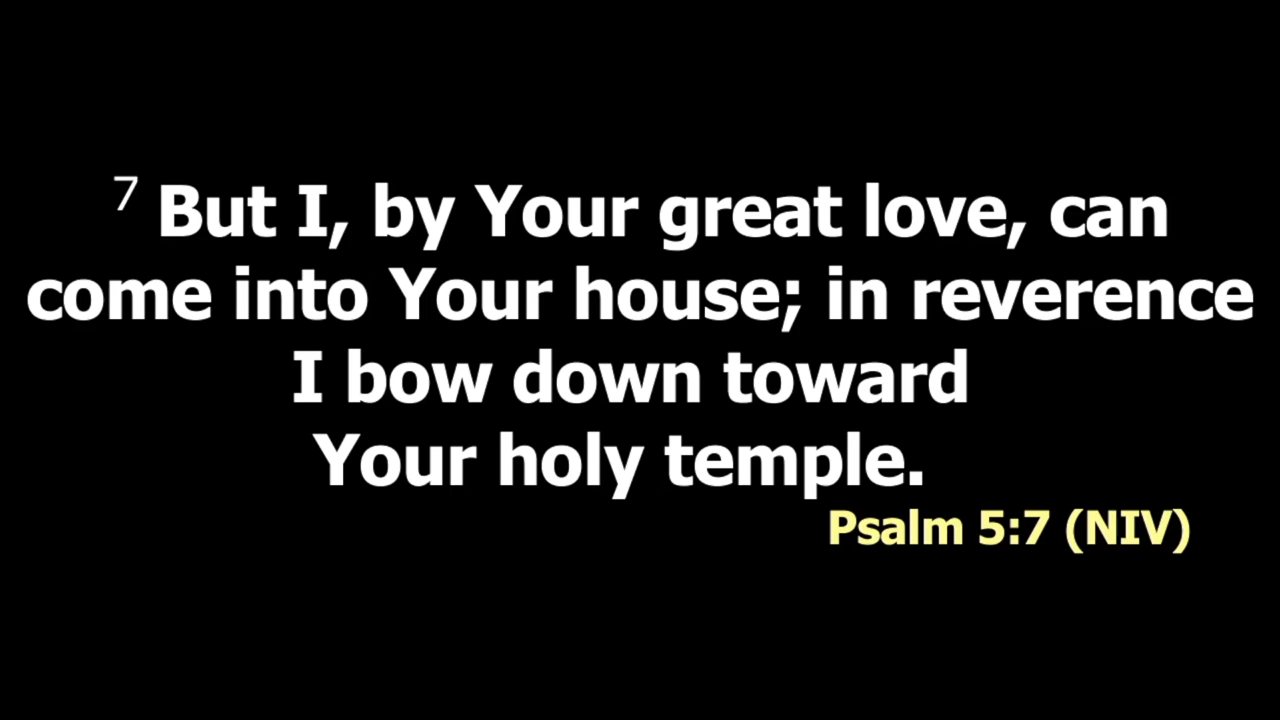 7 But I, by Your great love, can
come into Your house; in reverence
I bow down toward
Your holy temple.
Psalm 5:7 (NIV)